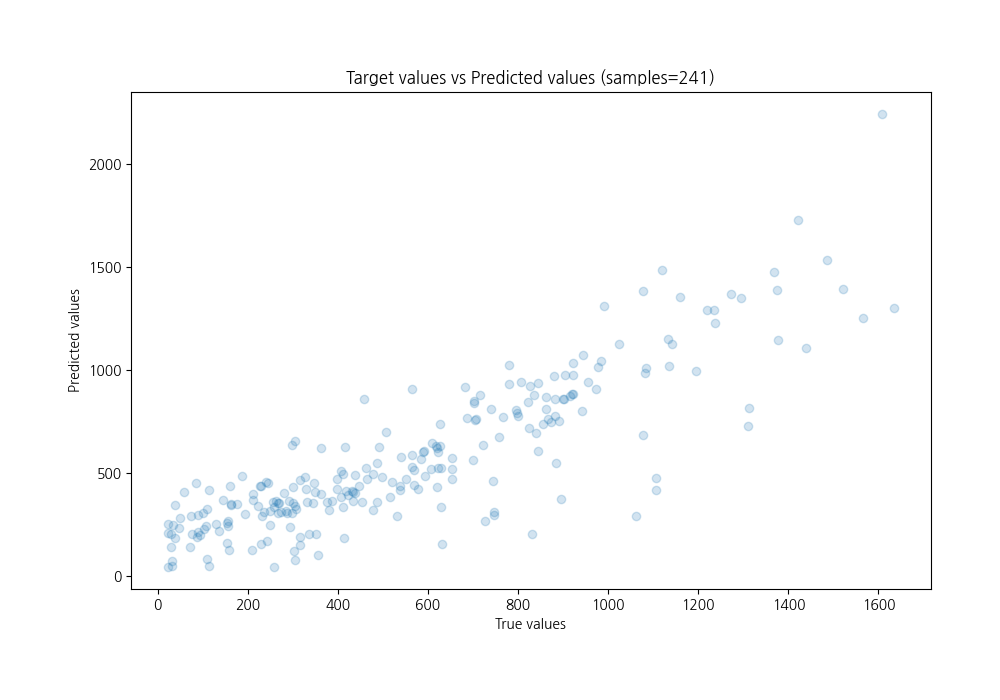 Target values vs Predicted values (samples=241)
2000
1500
1000
500
0
Predicted values
0 200 400 600 800 1000 1200 1400 1600
True values